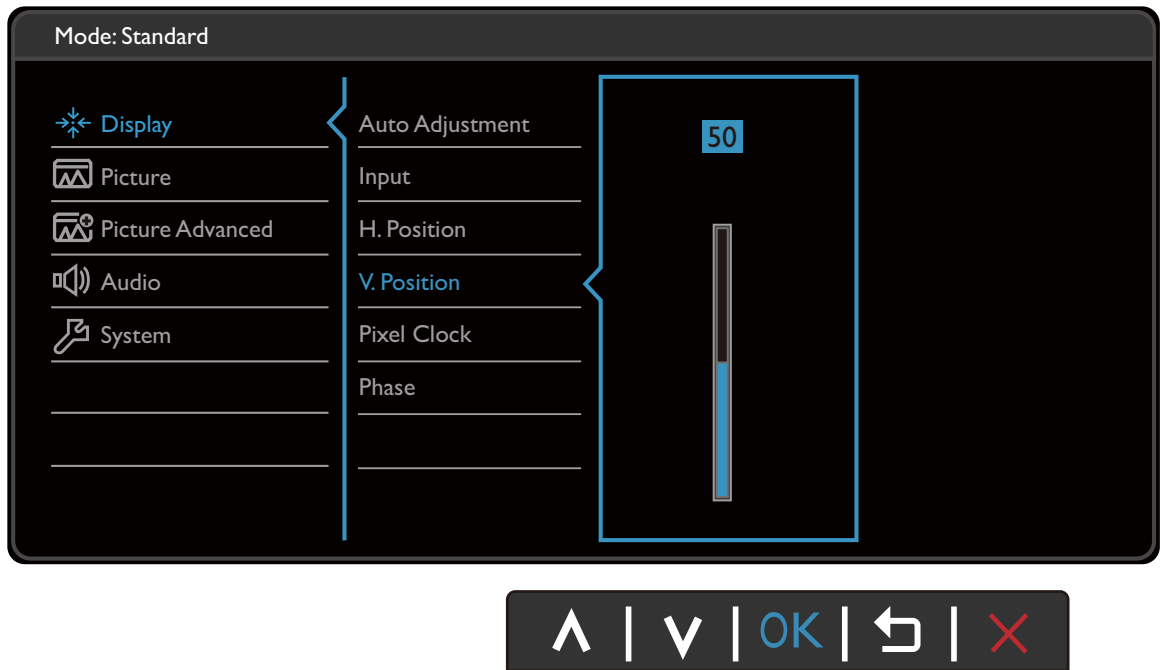 Mode: Standard
Display
Picture
Picture Advanced
Audio
System
Auto Adjustment
Input
H. Position
V. Position
Pixel Clock
Phase
50
OK